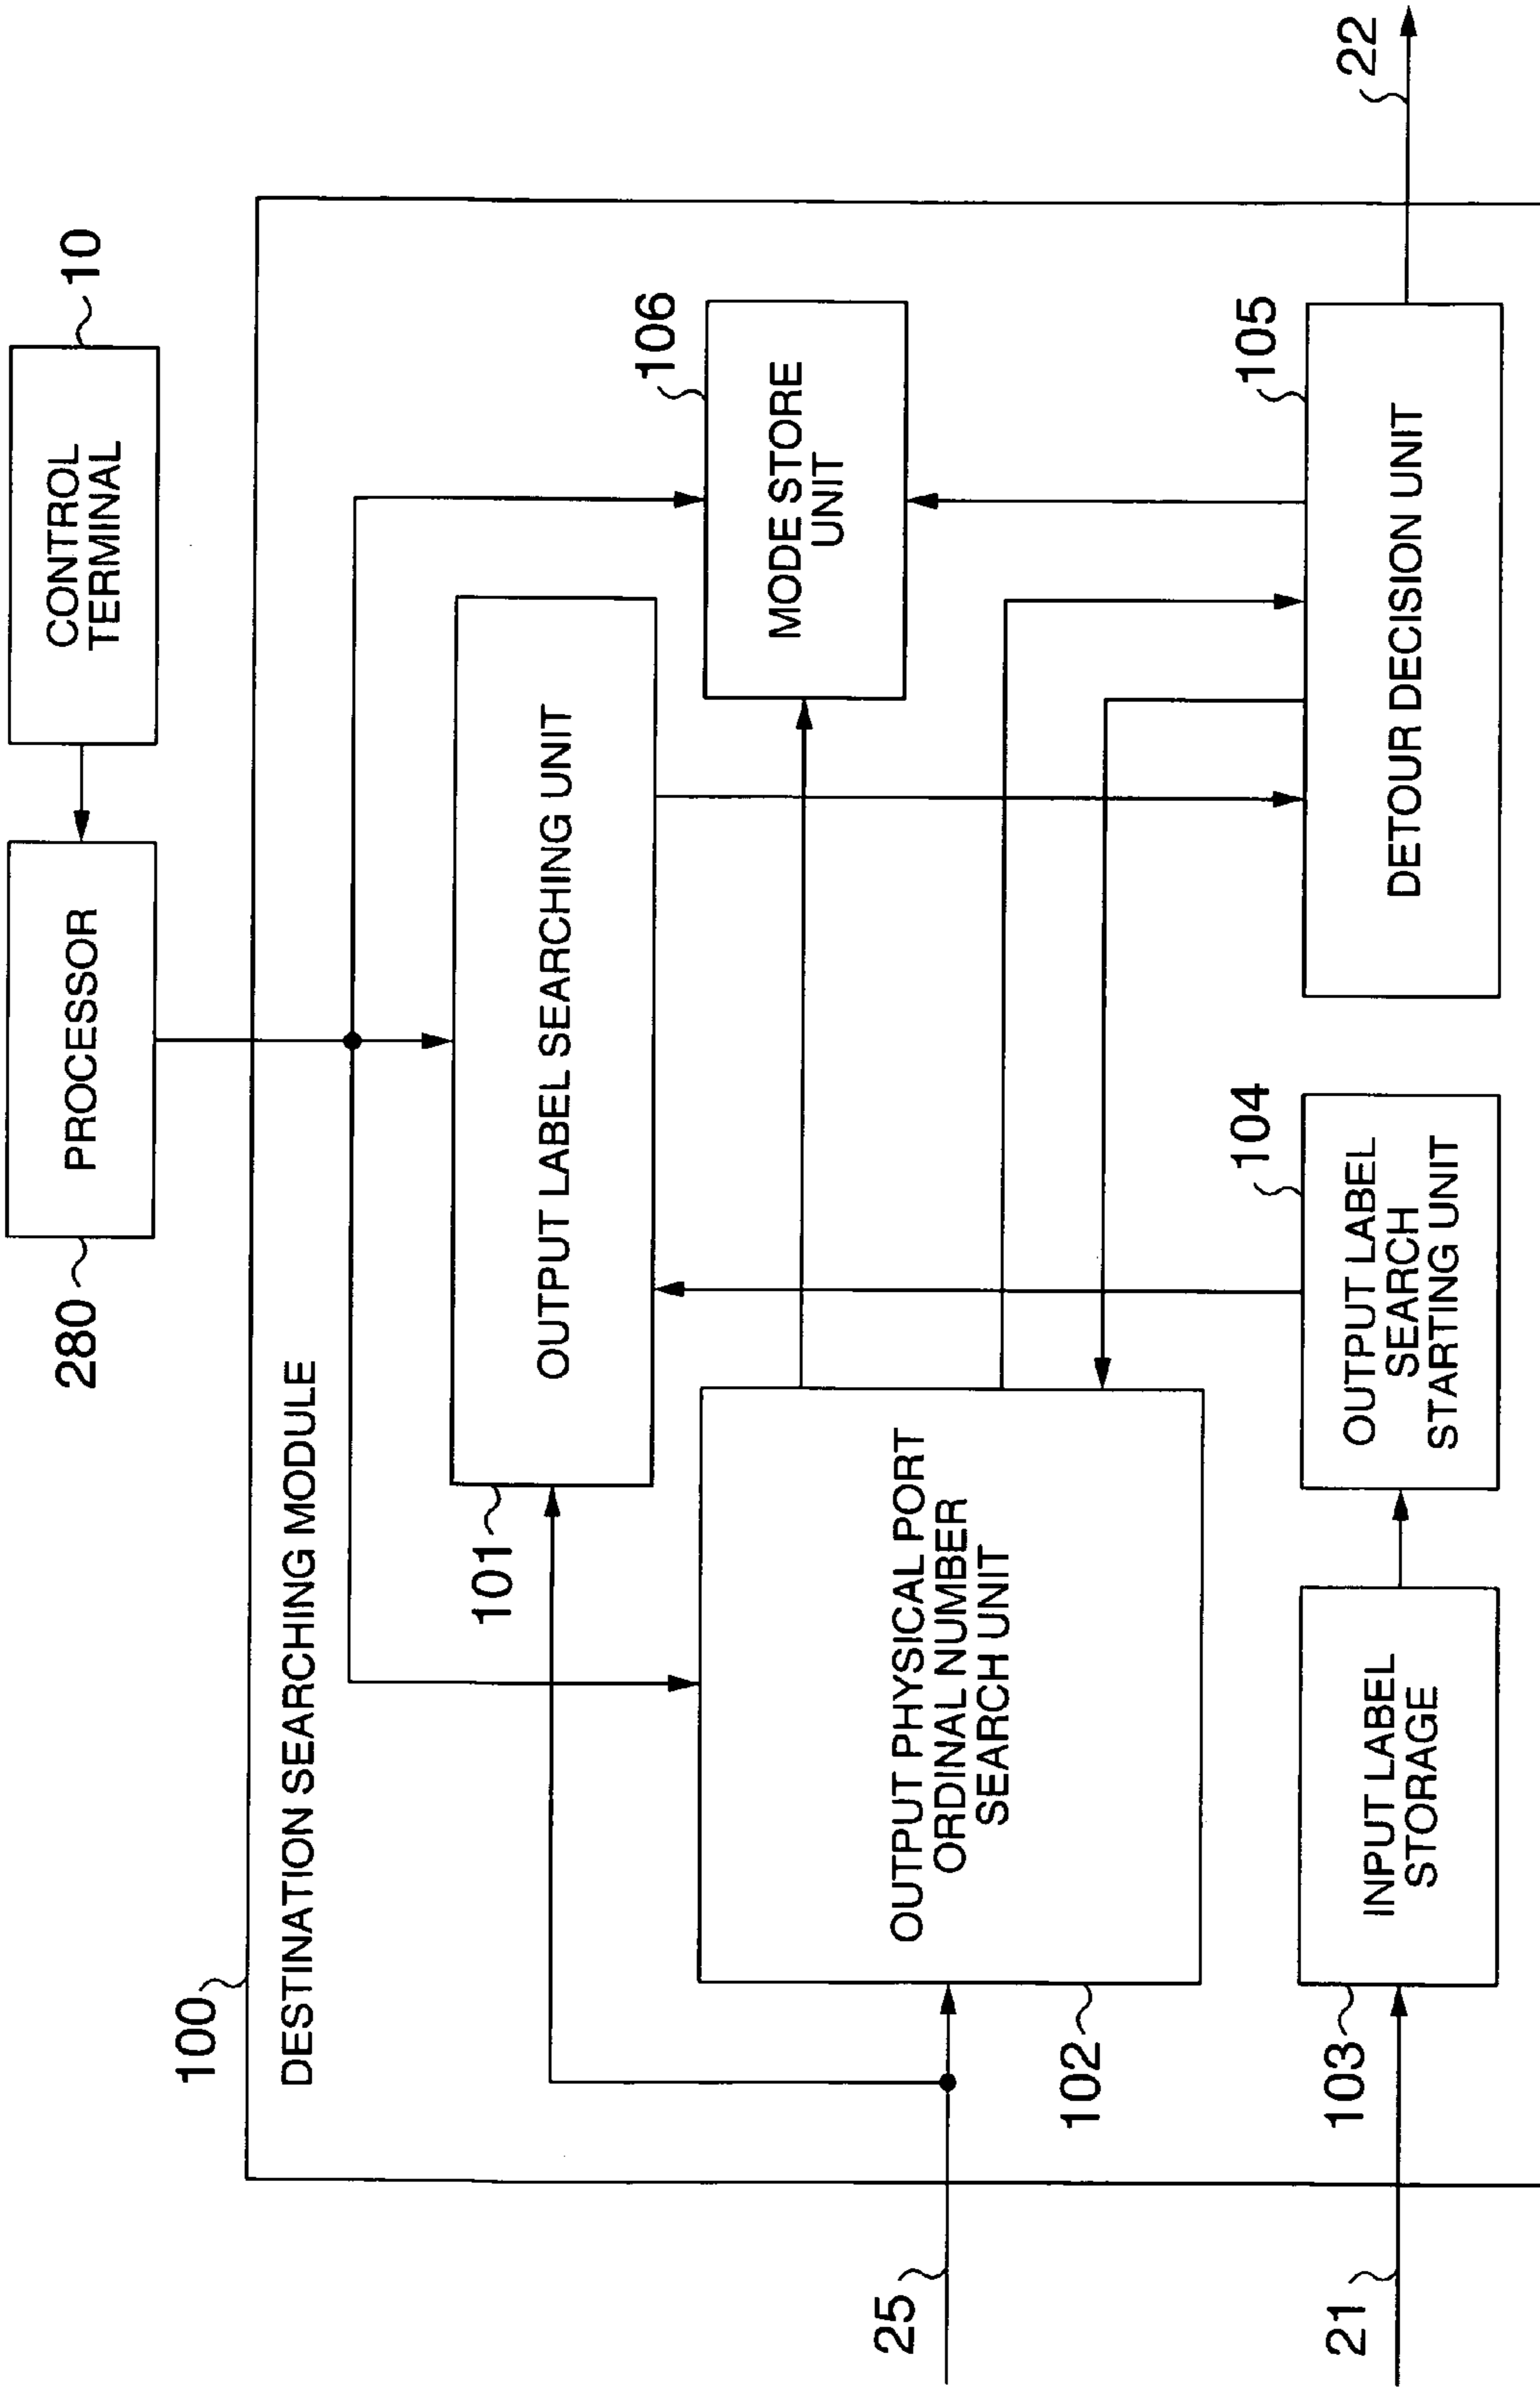 CONTROL
TERMINAL
10
PROCESSOR
280
100
DESTINATION SEARCHING MODULE
OUTPUT LABEL SEARCHING UNIT
101
MODE STORE
UNIT
106
OUTPUT PHYSICAL PORT
ORDINAL NUMBER
SEARCH UNIT
102
25
INPUT LABEL
STORAGE
103
21
OUTPUT LABEL
SEARCH
STARTING UNIT
104
DETOUR DECISION UNIT
105
22